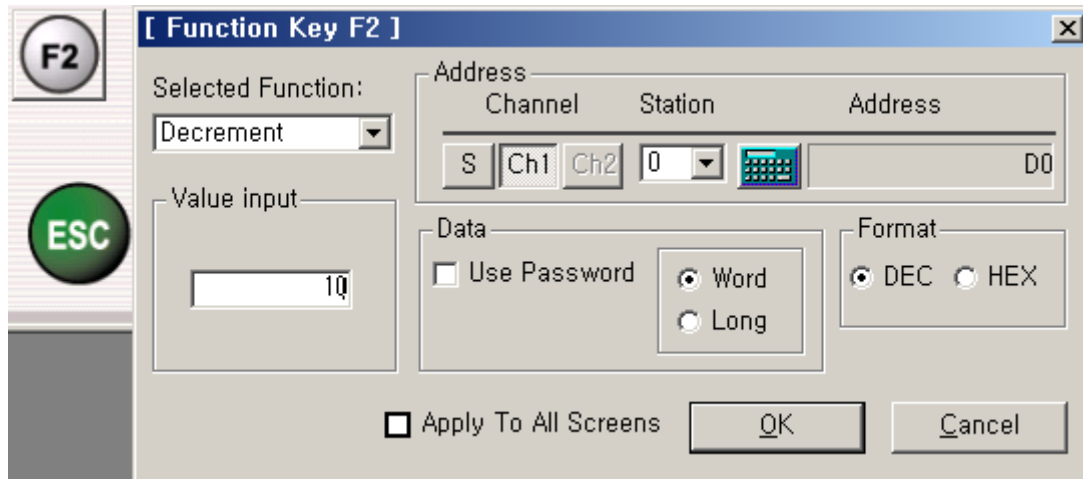 F2
ESC
[ Function Key F2 ]
Selected Function:
Decrement
Value input
10
Address
Channel Station Address
S Ch1 Ch2 0 D0
Data
Use Password
Word
Long
Format
DEC HEX
Apply To All Screens
OK
Cancel